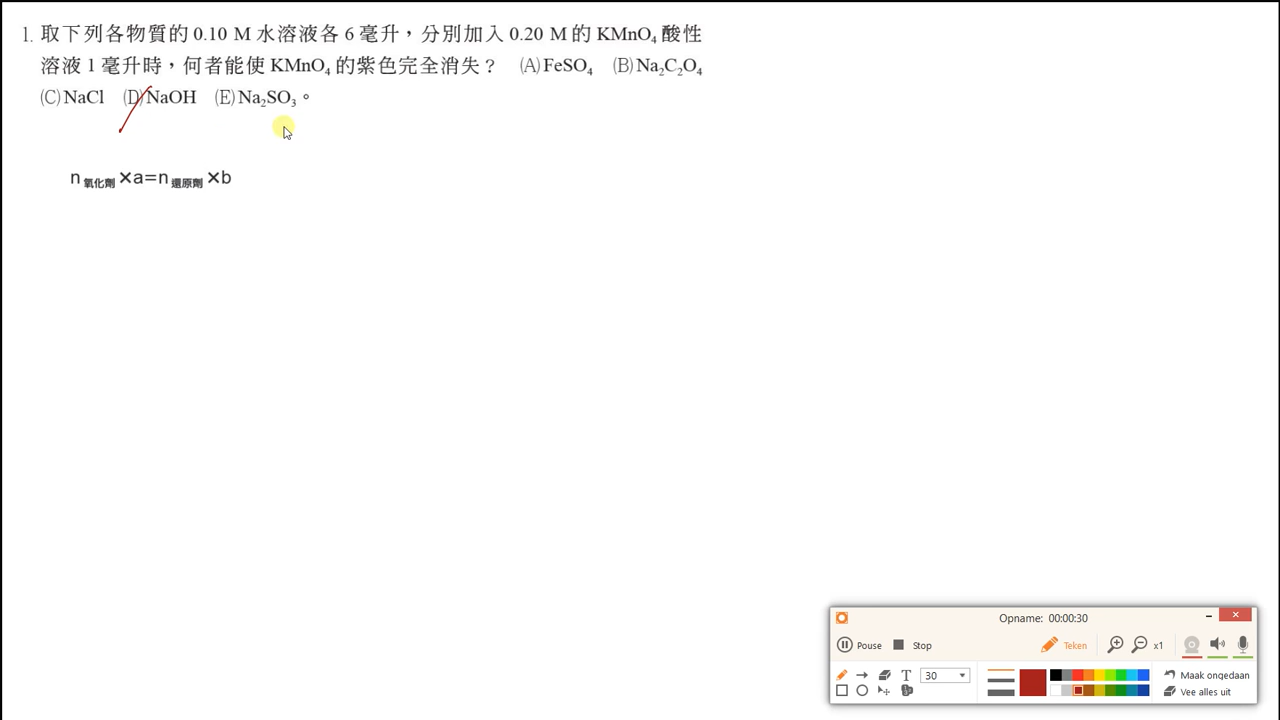 1. 取下列各物質的 0.10 M 水溶液各 6 毫升，分別加入 0.20 M 的 KMnO₄ 酸性
溶液 1 毫升時，何者能使 KMnO₄ 的紫色完全消失？ (A) FeSO₄ (B) Na₂C₂O₄
(C) NaCl (D) NaOH (E) Na₂SO₃。
n氧化劑×a=n還原劑×b
Opname: 00:00:30
Pause Stop Teken x1
T 30 Maak ongedaan
Vee alles uit